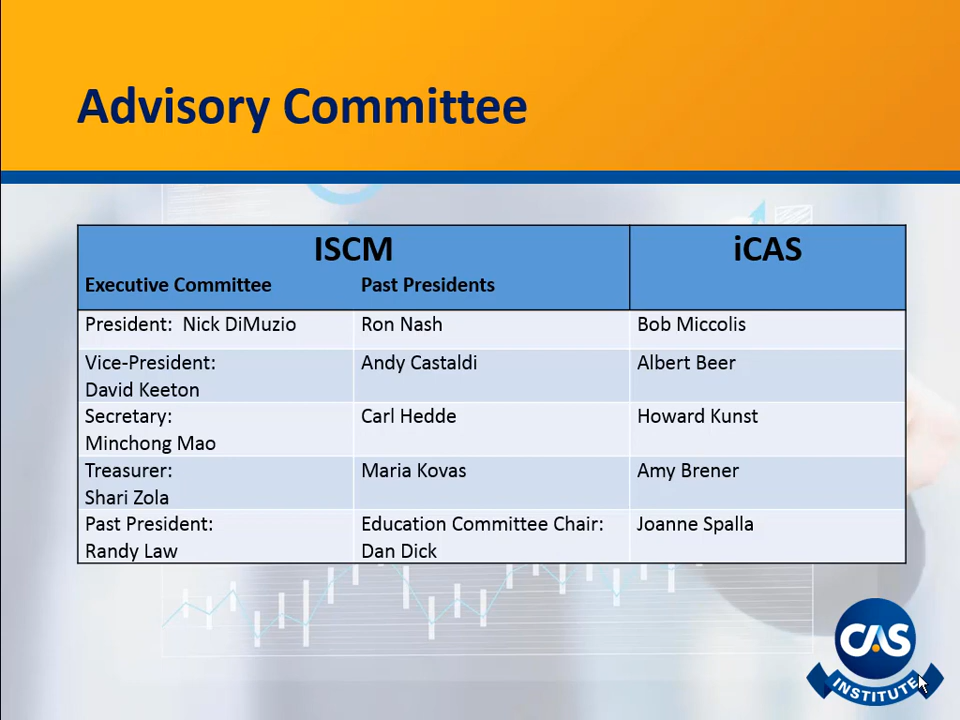 Advisory Committee
ISCM
iCAS
Executive Committee
Past Presidents
President:  Nick DiMuzio
Ron Nash
Bob Miccolis
Vice-President:
David Keeton
Andy Castaldi
Albert Beer
Secretary:
Minchong Mao
Carl Hedde
Howard Kunst
Treasurer:
Shari Zola
Maria Kovas
Amy Brener
Past President:
Randy Law
Education Committee Chair:
Dan Dick
Joanne Spalla
CAS
INSTITUTE